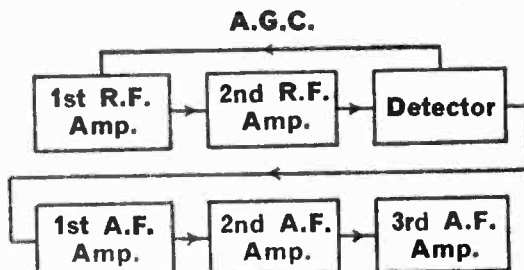 A.G.C.
1st R.F.
Amp.
2nd R.F.
Amp.
Detector
1st A.F.
Amp.
2nd A.F.
Amp.
3rd A.F.
Amp.